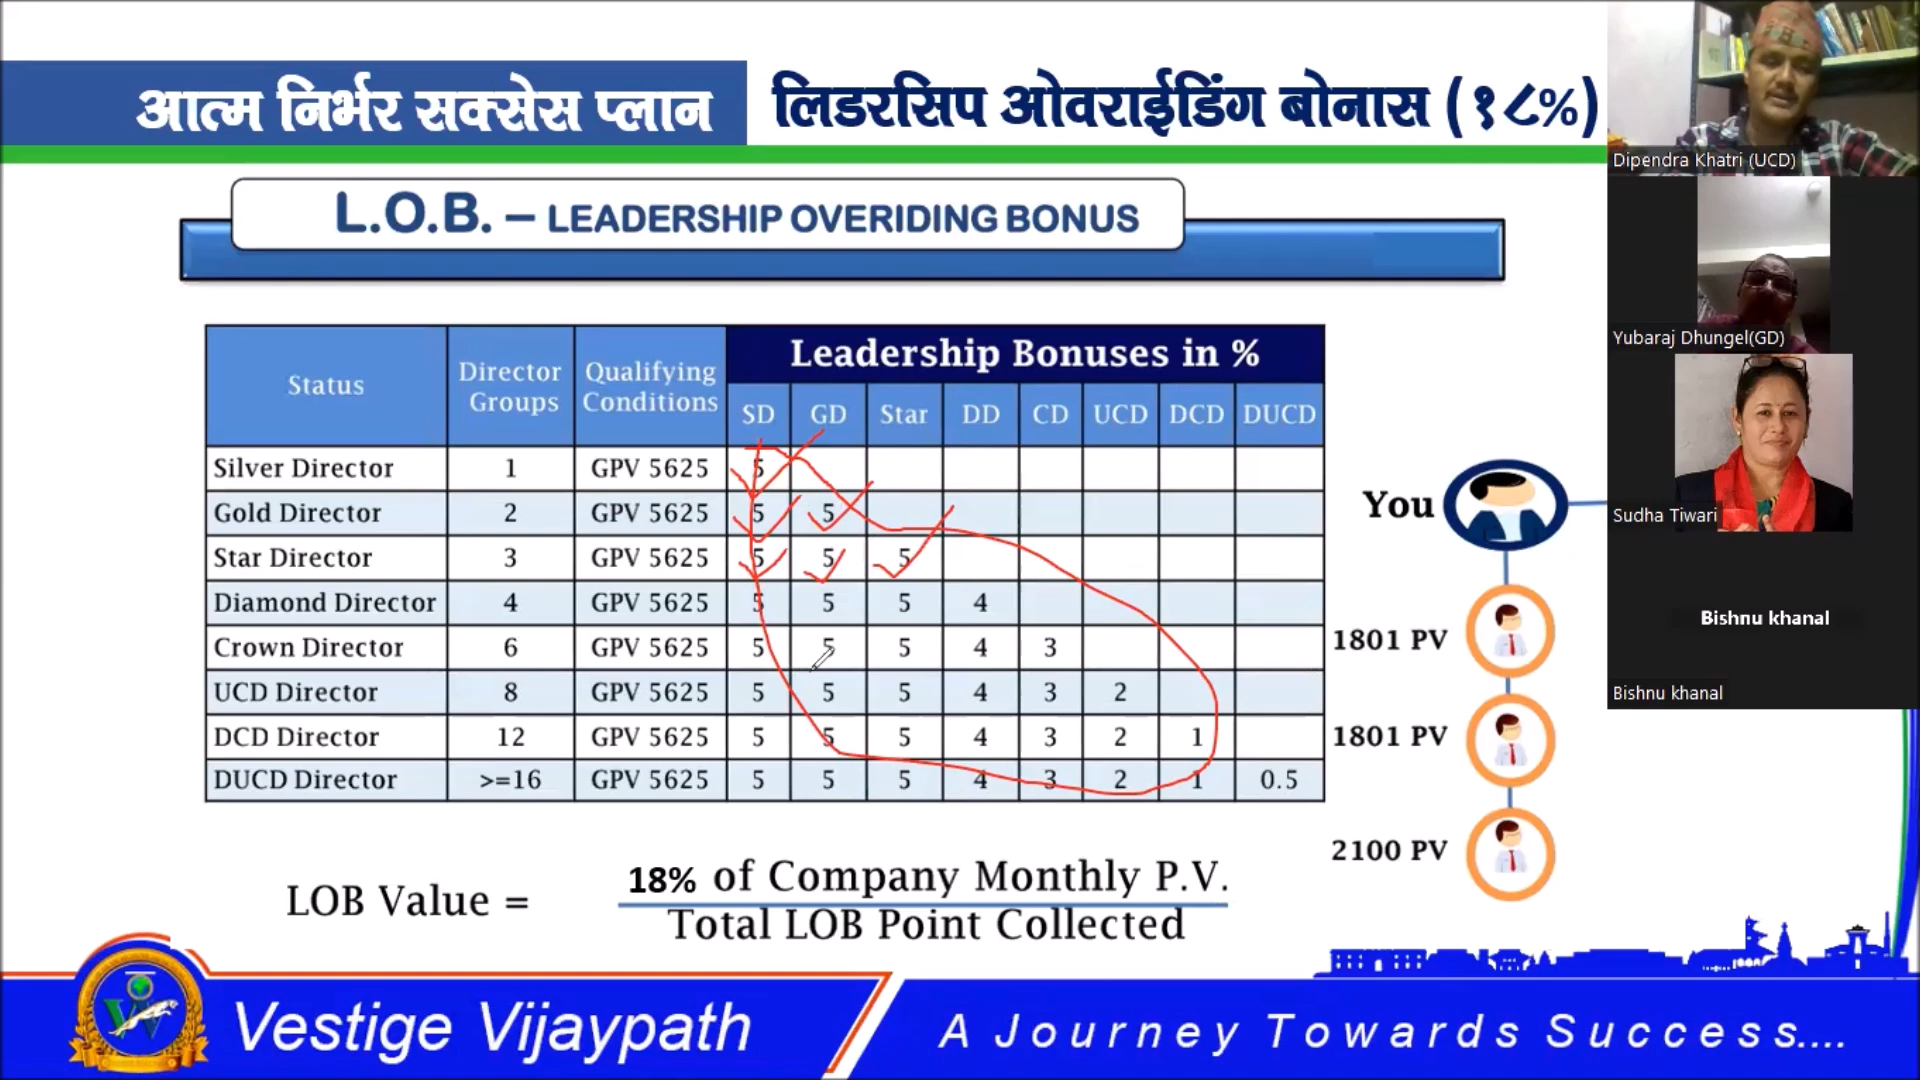 आत्म निर्भर सक्सेस प्लान
लिडरसिप ओवराईडिंग बोनास (१८%)
L.O.B. – LEADERSHIP OVERIDING BONUS
Status Director Groups Qualifying Conditions Leadership Bonuses in %
SD GD Star DD CD UCD DCD DUCD
Silver Director 1 GPV 5625 5
Gold Director 2 GPV 5625 5 5
Star Director 3 GPV 5625 5 5 5
Diamond Director 4 GPV 5625 5 5 5 4
Crown Director 6 GPV 5625 5 5 5 4 3
UCD Director 8 GPV 5625 5 5 5 4 3 2
DCD Director 12 GPV 5625 5 5 5 4 3 2 1
DUCD Director >=16 GPV 5625 5 5 5 4 3 2 1 0.5
LOB Value =
18% of Company Monthly P.V.
Total LOB Point Collected
You
1801 PV
1801 PV
2100 PV
Dipendra Khatri (UCD)
Yubaraj Dhungel(GD)
Sudha Tiwari
Bishnu khanal
Bishnu khanal
Vestige Vijaypath
A Journey Towards Success....